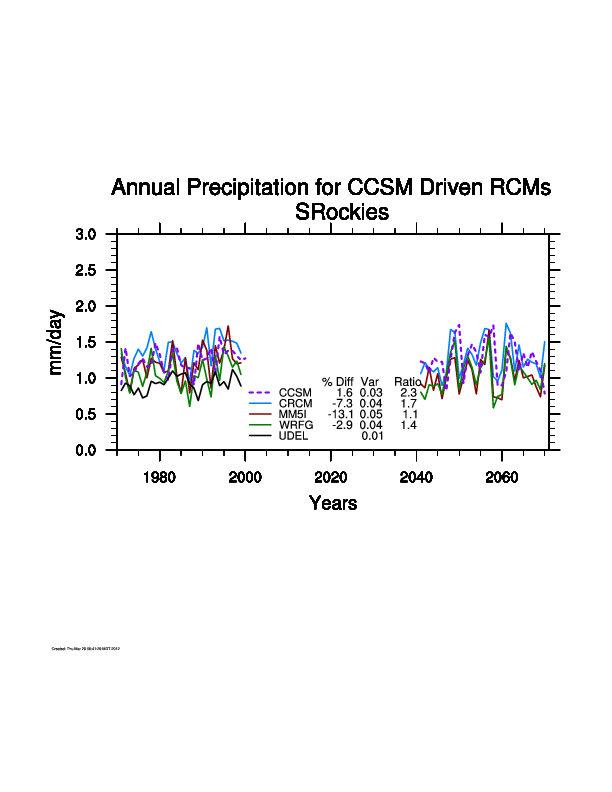 Annual Precipitation for CCSM Driven RCMs
SRockies
3.0
2.5
2.0
1.5
1.0
0.5
0.0
mm/day
% Diff Var Ratio
CCSM 1.6 0.03 2.3
CRCM -7.3 0.04 1.7
MM5I -13.1 0.05 1.1
WRFG -2.9 0.04 1.4
UDEL 0.01
1980 2000 2020 2040 2060
Years